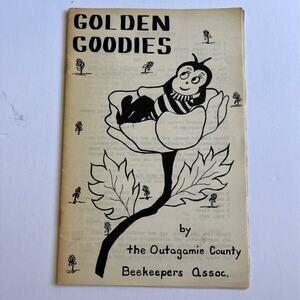 GOLDEN
GOODIES
by
the Outagamie County
Beekeepers Assoc.